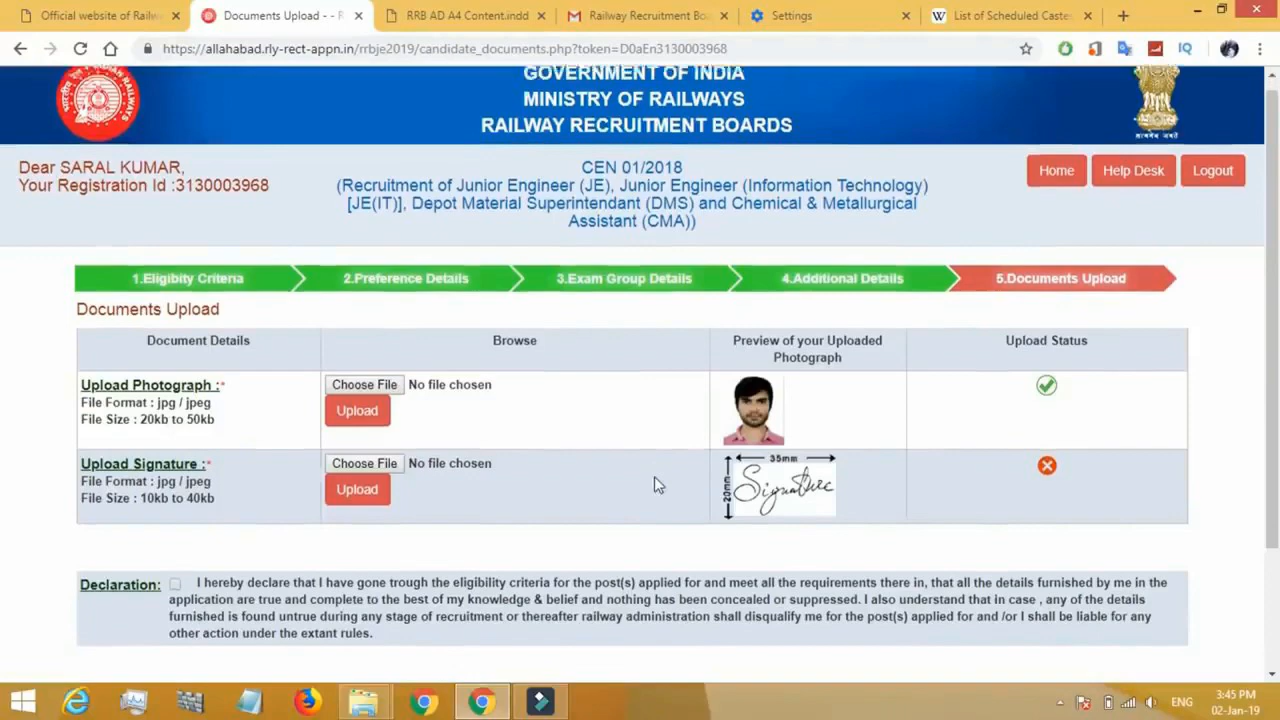 Official website of Railw
Documents Upload - - R
RRB AD A4 Content.indd
Railway Recruitment Boa
Settings
List of Scheduled Castes
https://allahabad.rly-rect-appn.in/rrbje2019/candidate_documents.php?token=D0aEn3130003968
GOVERNMENT OF INDIA
MINISTRY OF RAILWAYS
RAILWAY RECRUITMENT BOARDS
Dear SARAL KUMAR,
Your Registration Id :3130003968
CEN 01/2018
(Recruitment of Junior Engineer (JE), Junior Engineer (Information Technology)
[JE(IT)], Depot Material Superintendant (DMS) and Chemical & Metallurgical
Assistant (CMA))
Home
Help Desk
Logout
1.Eligibity Criteria
2.Preference Details
3.Exam Group Details
4.Additional Details
5.Documents Upload
Documents Upload
Document Details
Browse
Preview of your Uploaded
Photograph
Upload Status
Upload Photograph :*
File Format : jpg / jpeg
File Size : 20kb to 50kb
Choose File No file chosen
Upload
Upload Signature :*
File Format : jpg / jpeg
File Size : 10kb to 40kb
Choose File No file chosen
Upload
35mm
Signature
Declaration:
I hereby declare that I have gone trough the eligibility criteria for the post(s) applied for and meet all the requirements there in, that all the details furnished by me in the
application are true and complete to the best of my knowledge & belief and nothing has been concealed or suppressed. I also understand that in case , any of the details
furnished is found untrue during any stage of recruitment or thereafter railway administration shall disqualify me for the post(s) applied for and /or I shall be liable for any
other action under the extant rules.
ENG
3:45 PM
02-Jan-19